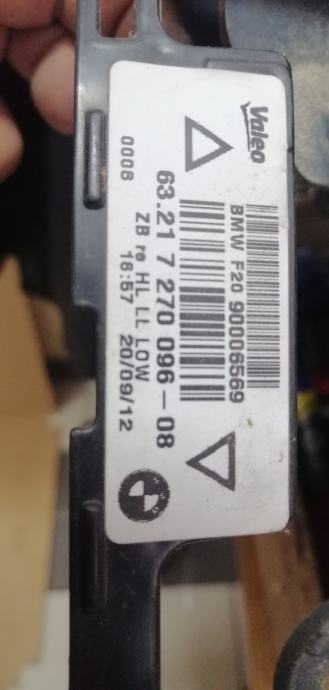 Valeo
BMW F20 90006569
63.21 7 270 096-08
ZB re HL LL LOW
0008 16:57 20/09/12